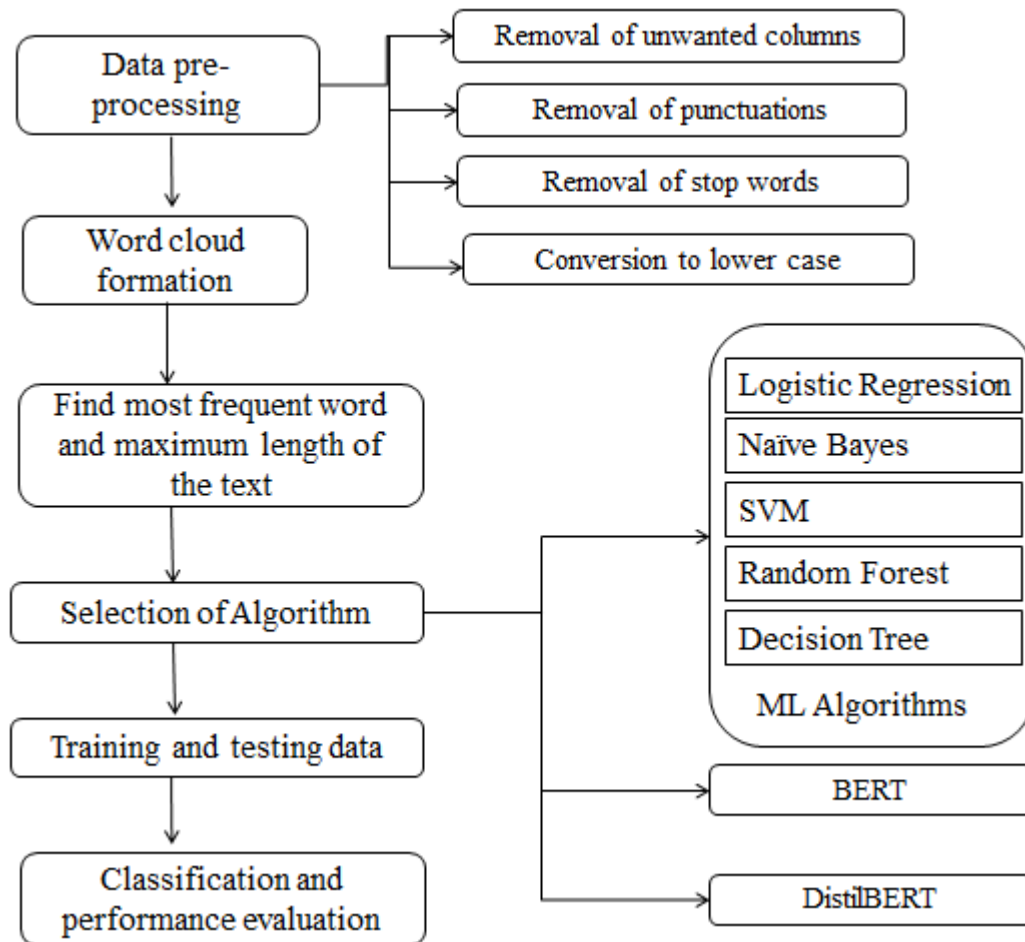 Data pre-
processing
Removal of unwanted columns
Removal of punctuations
Removal of stop words
Conversion to lower case
Word cloud
formation
Find most frequent word
and maximum length of
the text
Selection of Algorithm
Logistic Regression
Naïve Bayes
SVM
Random Forest
Decision Tree
ML Algorithms
BERT
DistilBERT
Training and testing data
Classification and
performance evaluation